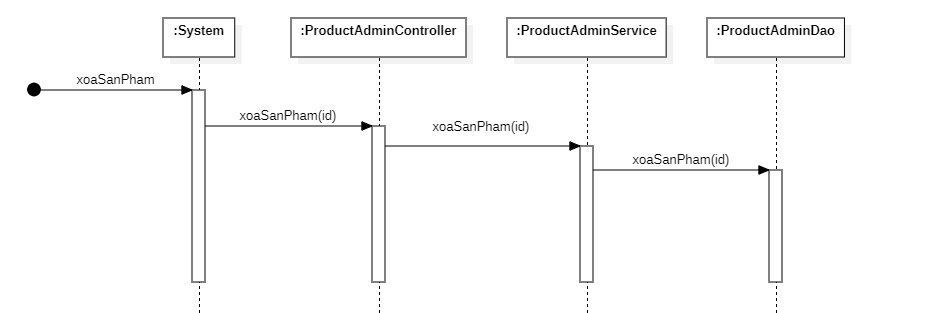 :System
:ProductAdminController
:ProductAdminService
:ProductAdminDao
xoaSanPham
xoaSanPham(id)
xoaSanPham(id)
xoaSanPham(id)